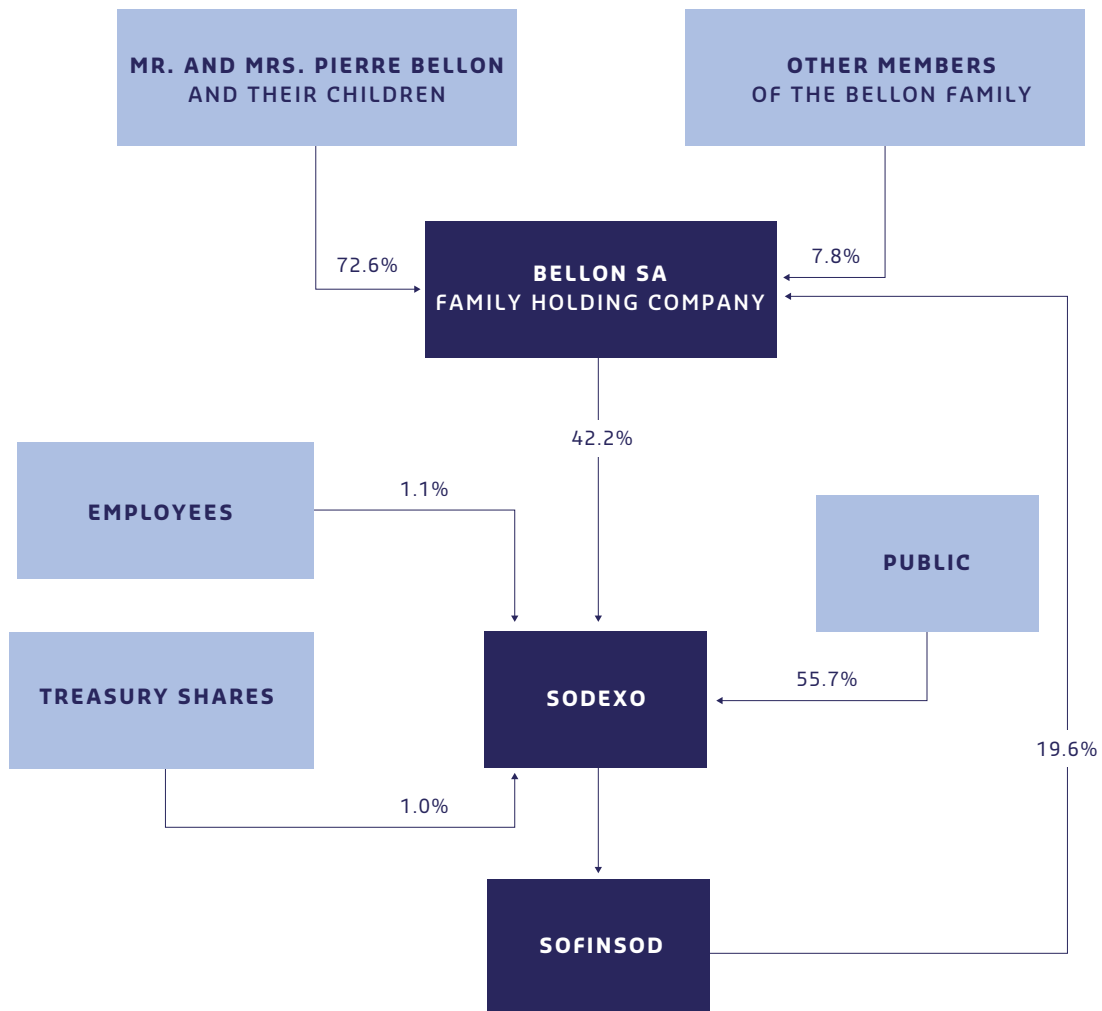 MR. AND MRS. PIERRE BELLON
AND THEIR CHILDREN
OTHER MEMBERS
OF THE BELLON FAMILY
72.6%
BELLON SA
FAMILY HOLDING COMPANY
7.8%
42.2%
EMPLOYEES
1.1%
PUBLIC
TREASURY SHARES
SODEXO
55.7%
19.6%
1.0%
SOFINSOD